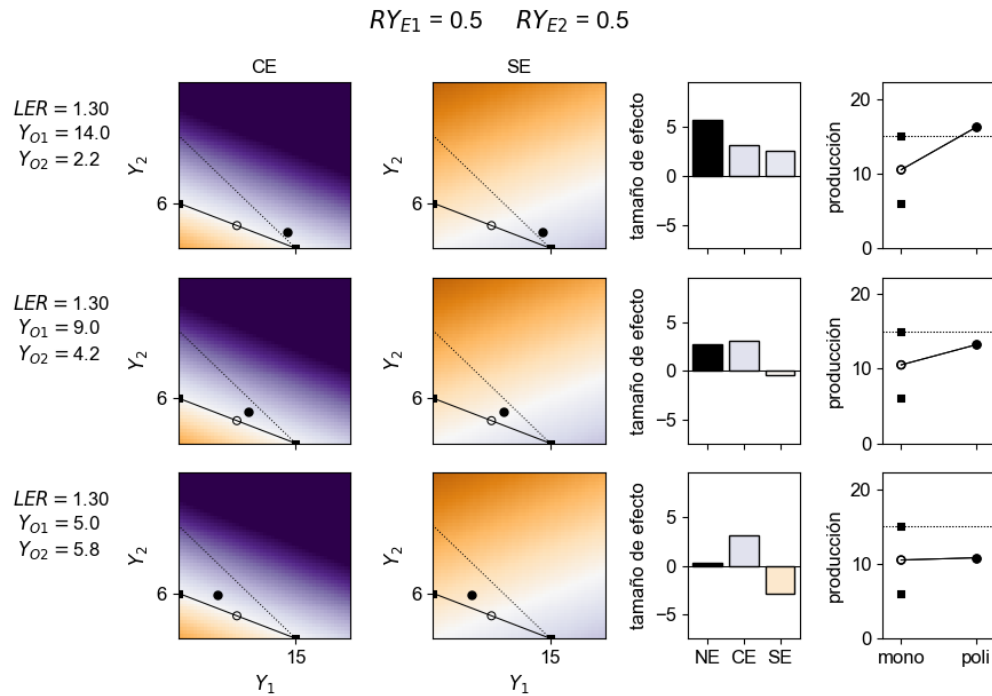 RY_E1 = 0.5 RY_E2 = 0.5
CE SE
LER = 1.30
Y_O1 = 14.0
Y_O2 = 2.2
Y_2
6
Y_2
tamaño de efecto
5
0
−5
producción
20
10
0
LER = 1.30
Y_O1 = 9.0
Y_O2 = 4.2
Y_2
6
Y_2
tamaño de efecto
5
0
−5
producción
20
10
0
LER = 1.30
Y_O1 = 5.0
Y_O2 = 5.8
Y_2
6
Y_2
tamaño de efecto
5
0
−5
producción
20
10
0
15 15 NE CE SE mono poli
Y_1 Y_1